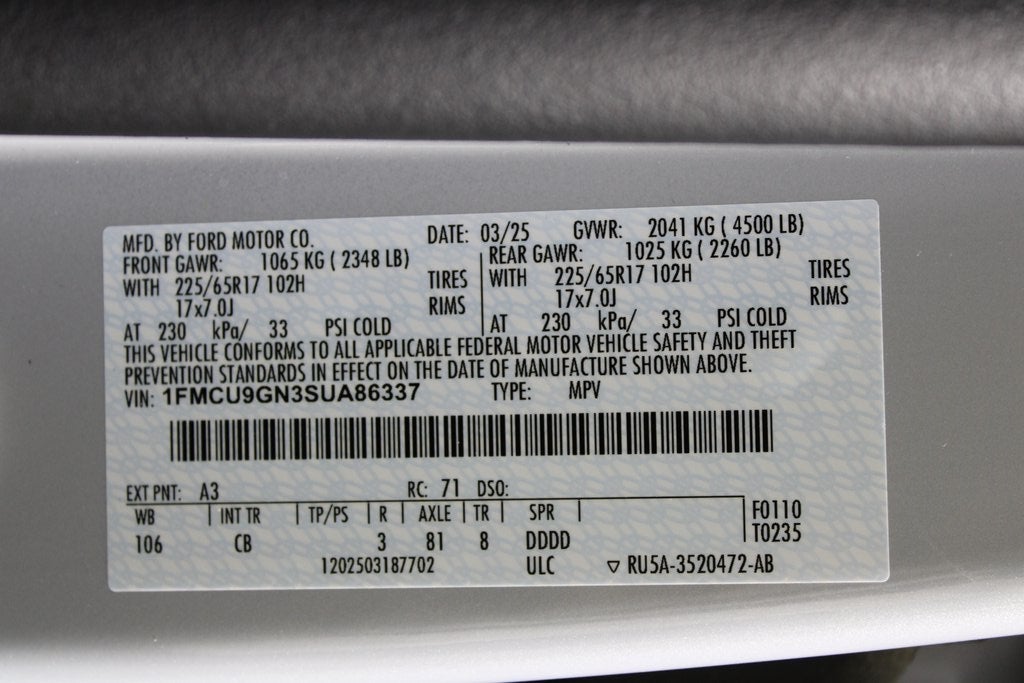 MFD. BY FORD MOTOR CO. DATE: 03/25 GVWR: 2041 KG ( 4500 LB)
FRONT GAWR: 1065 KG ( 2348 LB) REAR GAWR: 1025 KG ( 2260 LB)
WITH 225/65R17 102H TIRES WITH 225/65R17 102H TIRES
17x7.0J RIMS 17x7.0J RIMS
AT 230 kPa/ 33 PSI COLD AT 230 kPa/ 33 PSI COLD
THIS VEHICLE CONFORMS TO ALL APPLICABLE FEDERAL MOTOR VEHICLE SAFETY AND THEFT
PREVENTION STANDARDS IN EFFECT ON THE DATE OF MANUFACTURE SHOWN ABOVE.
VIN: 1FMCU9GN3SUA86337 TYPE: MPV
EXT PNT: A3 RC: 71 DSO:
WB INT TR TP/PS R AXLE TR SPR F0110
106 CB 3 81 8 DDDD T0235
1202503187702 ULC ▽ RU5A-3520472-AB